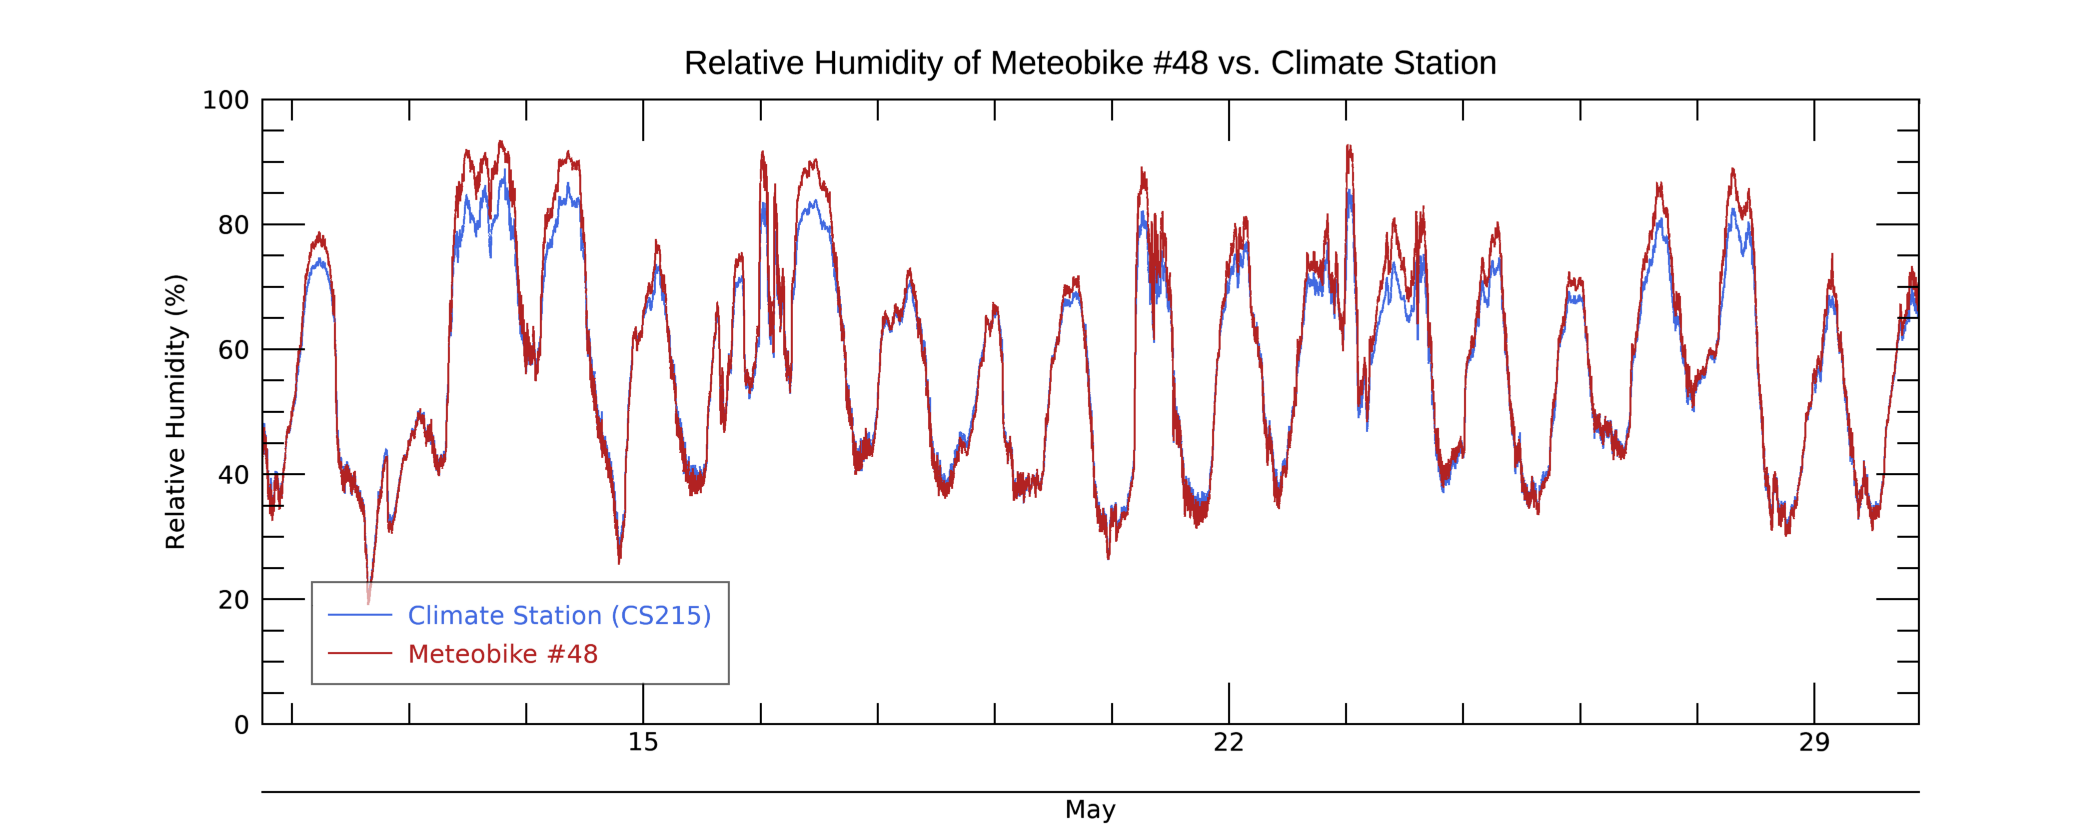 Relative Humidity of Meteobike #48 vs. Climate Station
Relative Humidity (%)
100
80
60
40
20
0
Climate Station (CS215)
Meteobike #48
15
22
29
May